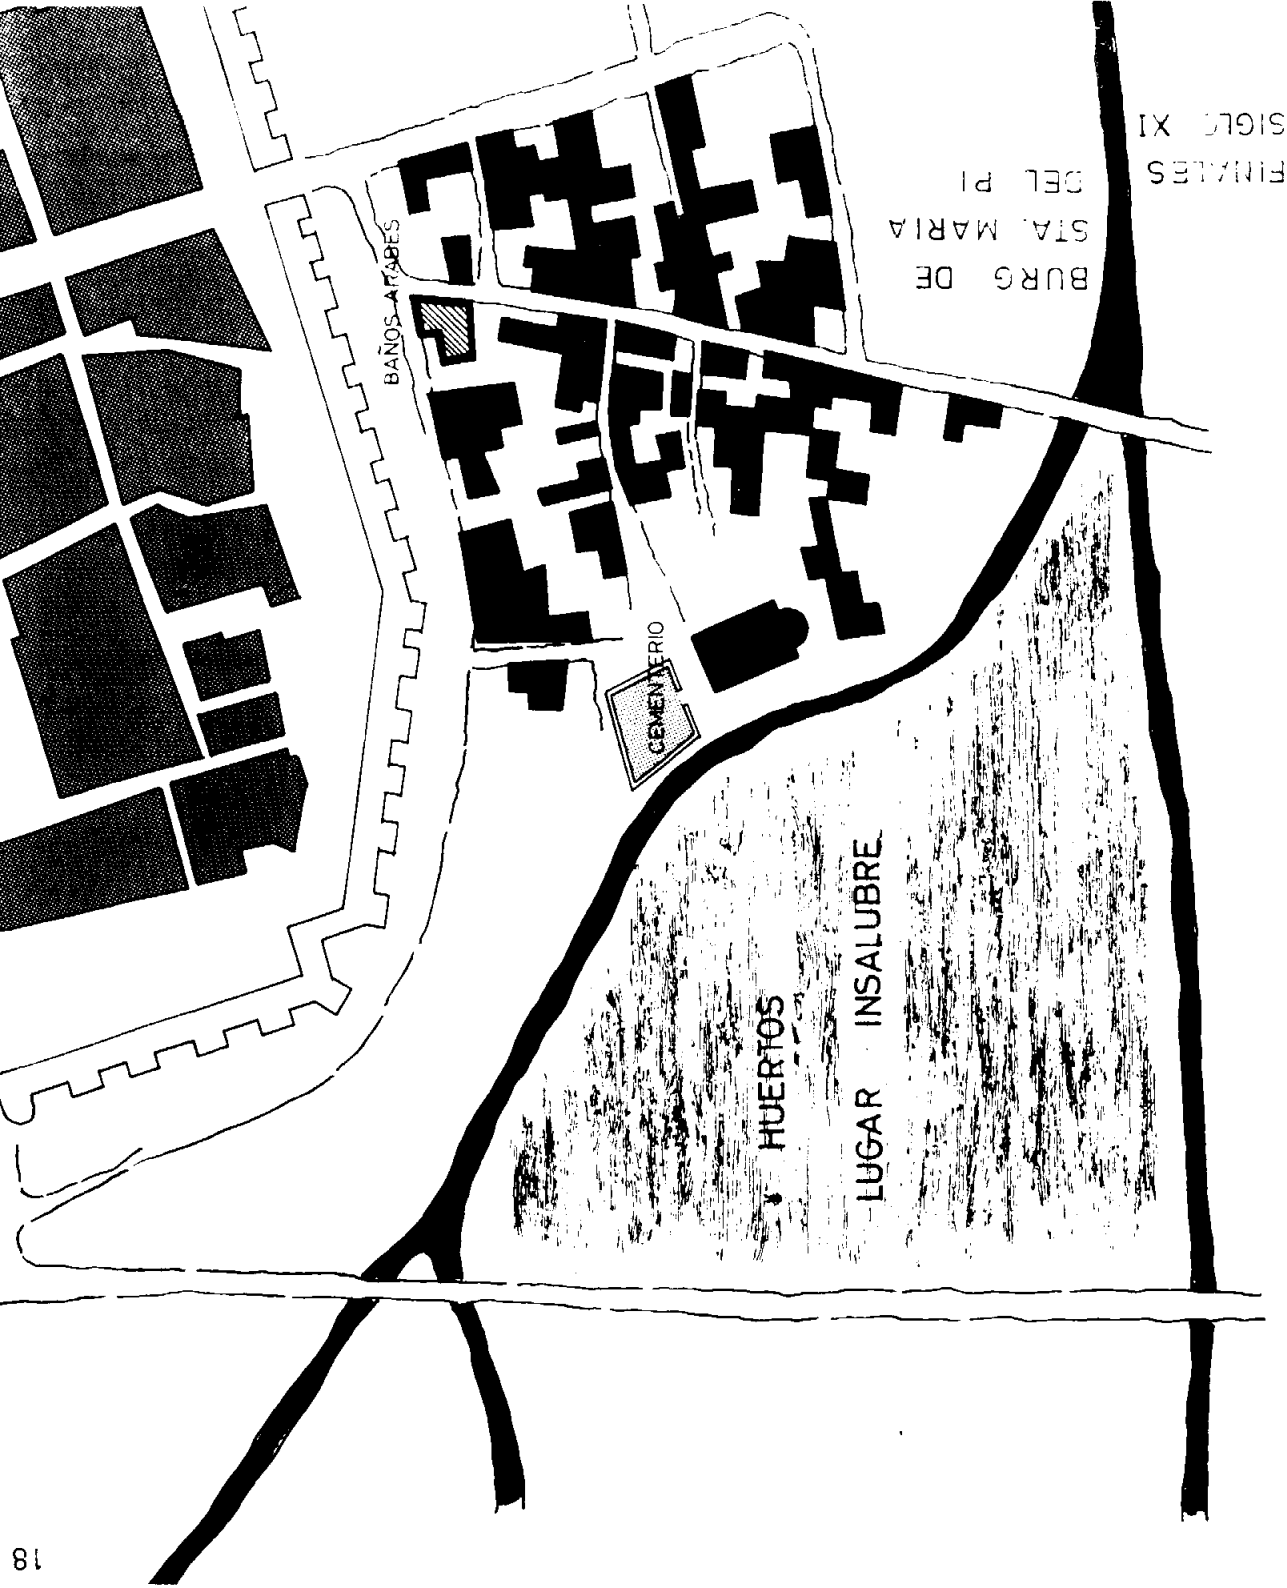 BURG DE
STA. MARIA
DEL PI
FINALES
SIGLO XI
BAÑOS ARABES
CEMENTERIO
HUERTOS
LUGAR INSALUBRE
18